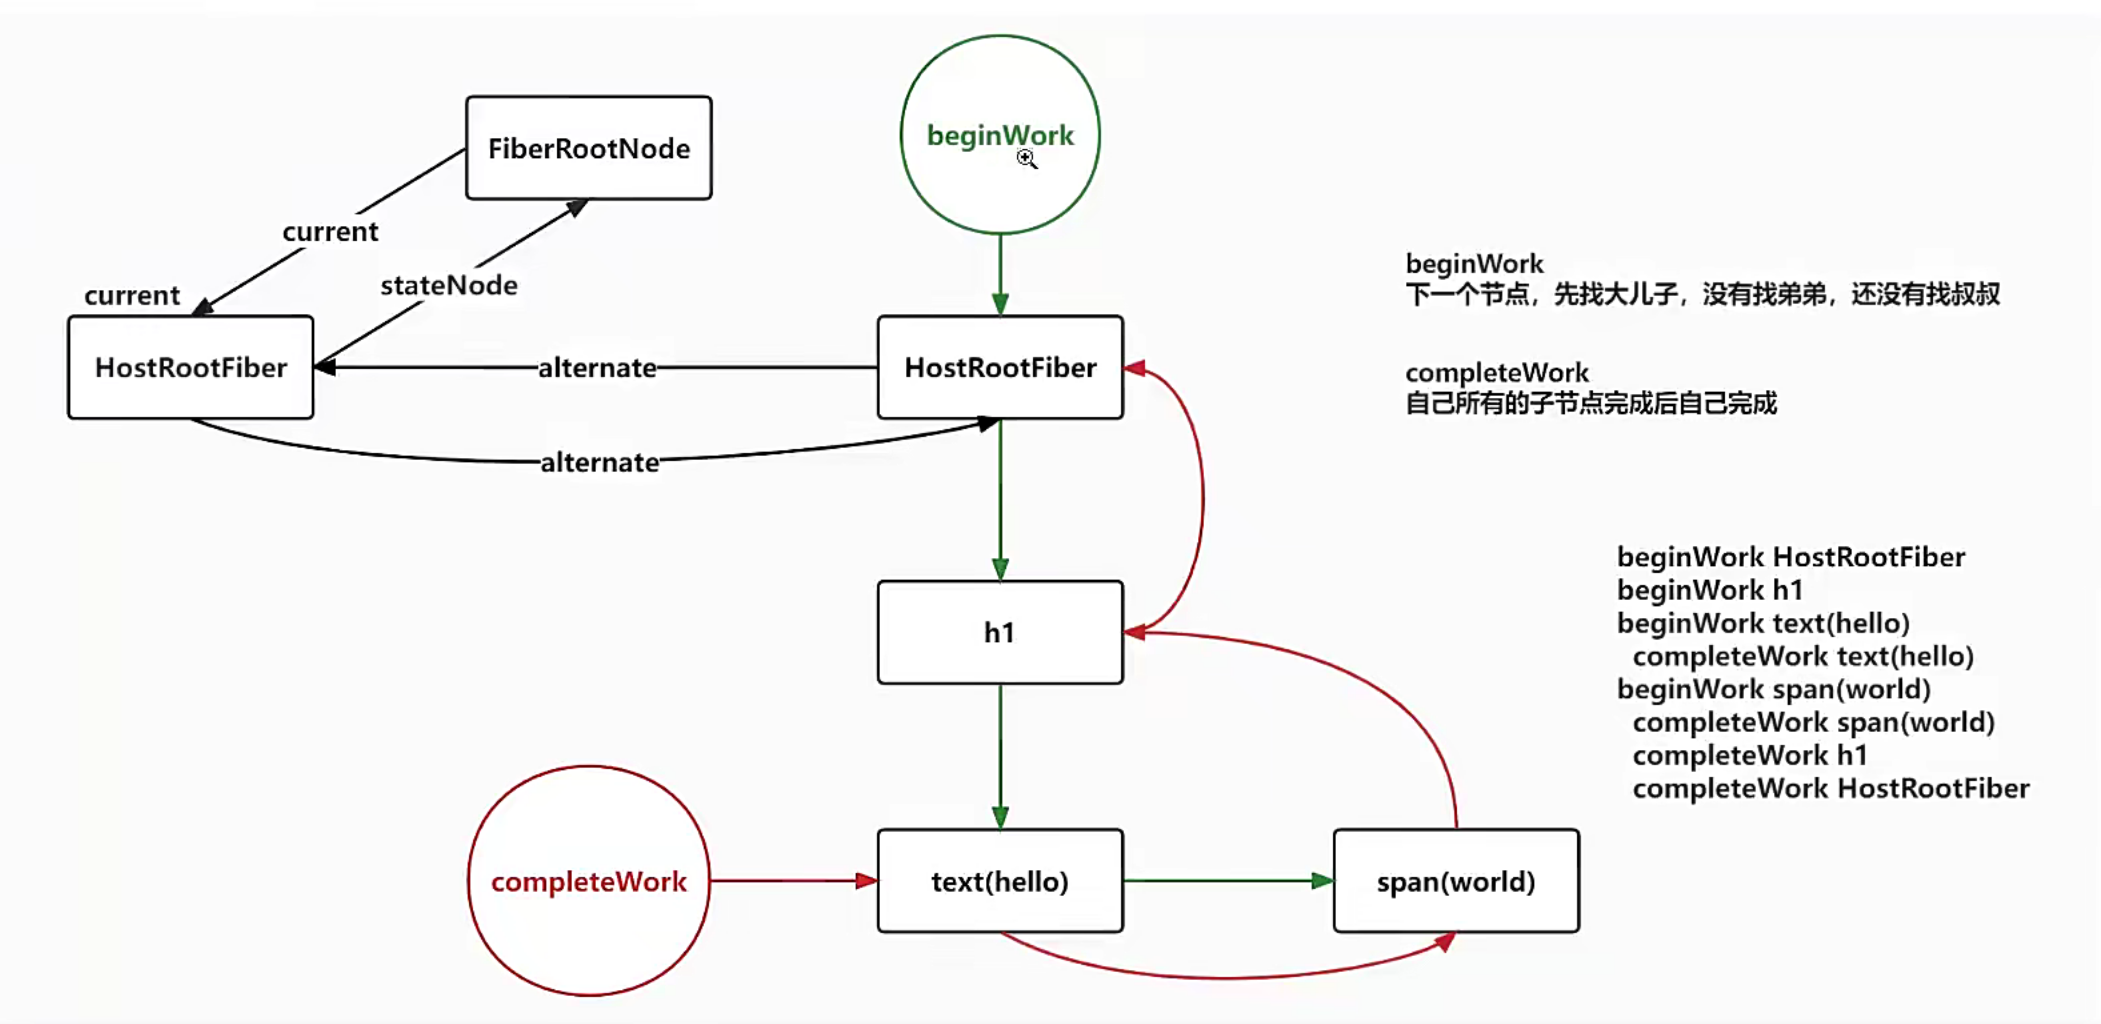 beginWork
FiberRootNode
current
stateNode
current
HostRootFiber
alternate
HostRootFiber
alternate
h1
completeWork
text(hello)
span(world)
beginWork
下一个节点，先找大儿子，没有找弟弟，还没有找叔叔
completeWork
自己所有的子节点完成后自己完成
beginWork HostRootFiber
beginWork h1
beginWork text(hello)
completeWork text(hello)
beginWork span(world)
completeWork span(world)
completeWork h1
completeWork HostRootFiber